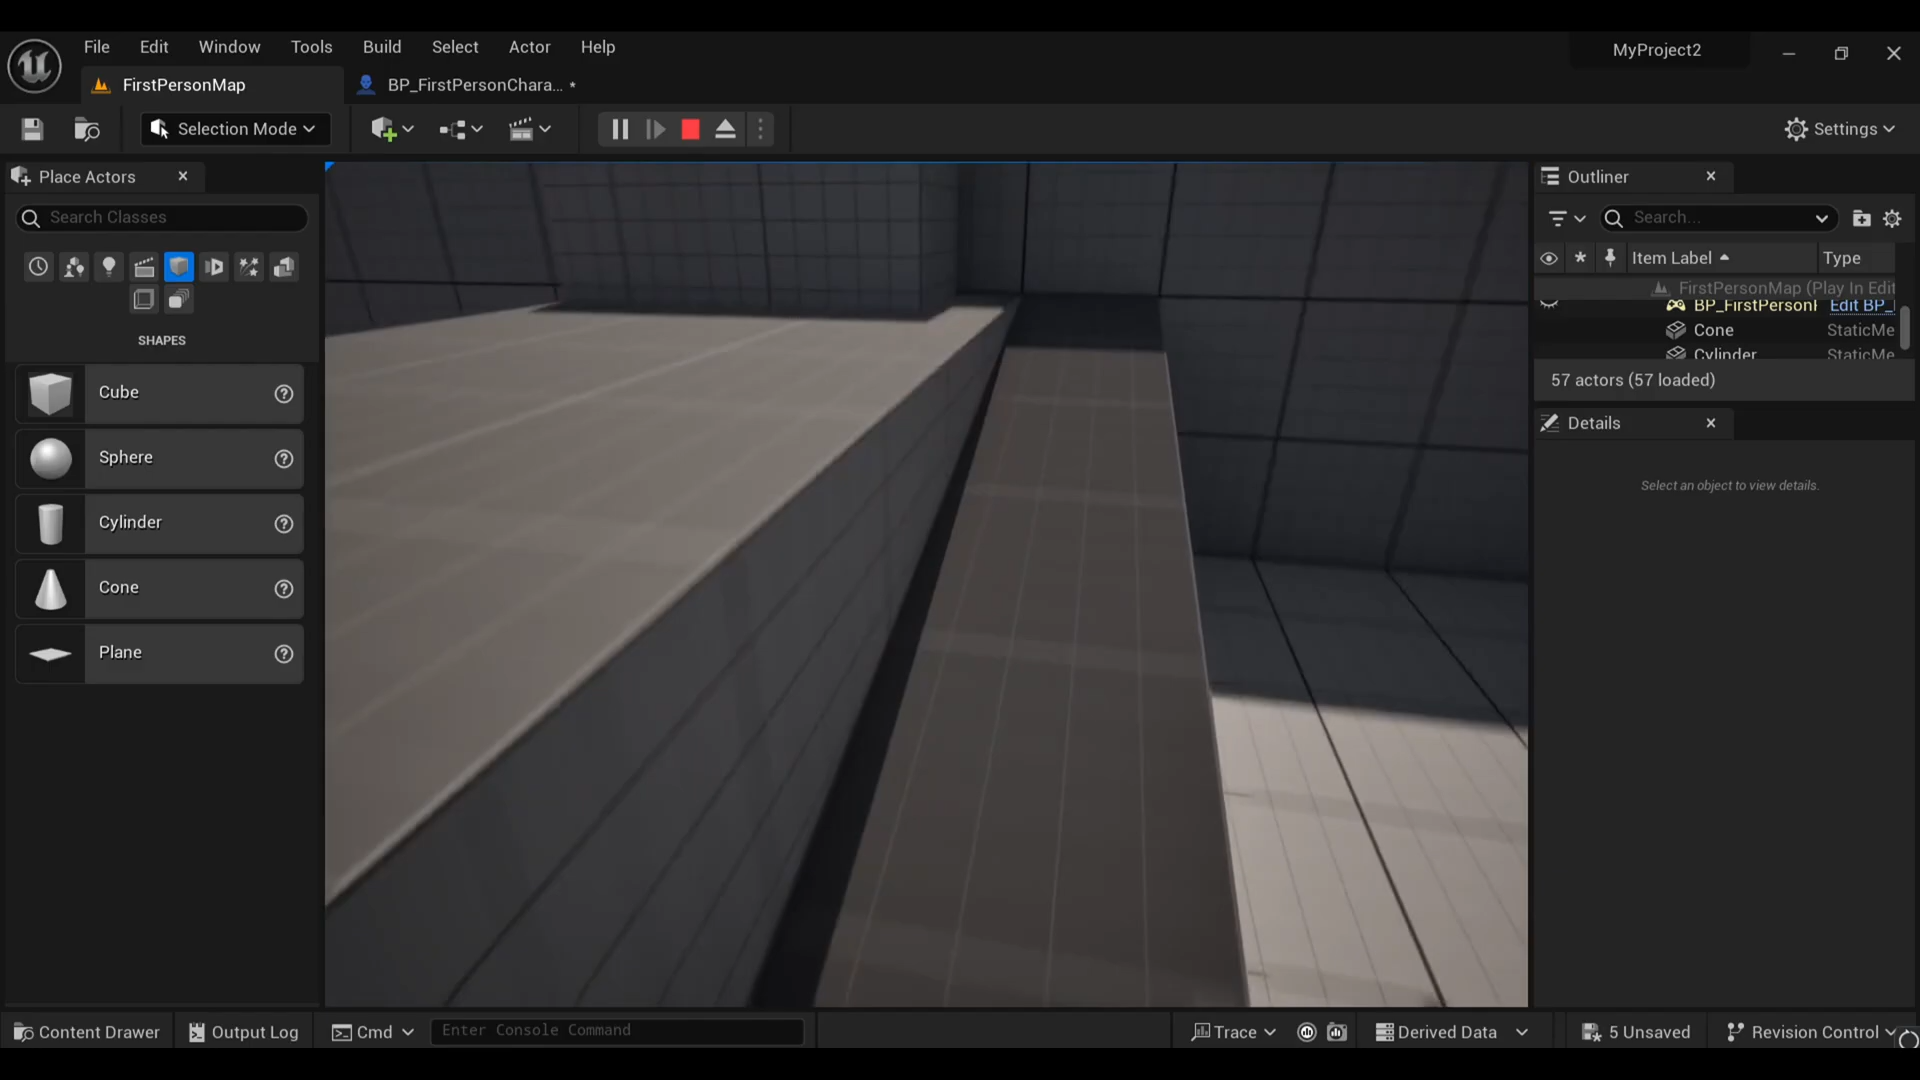 File Edit Window Tools Build Select Actor Help
MyProject2
FirstPersonMap
BP_FirstPersonChara... *
Selection Mode
Settings
Place Actors
Search Classes
SHAPES
Cube
Sphere
Cylinder
Cone
Plane
Outliner
Search...
Item Label Type
FirstPersonMap (Play In Edit
BP_FirstPerson Edit BP_
Cone StaticMe
Cylinder StaticMe
57 actors (57 loaded)
Details
Select an object to view details.
Content Drawer Output Log Cmd Enter Console Command Trace Derived Data 5 Unsaved Revision Control